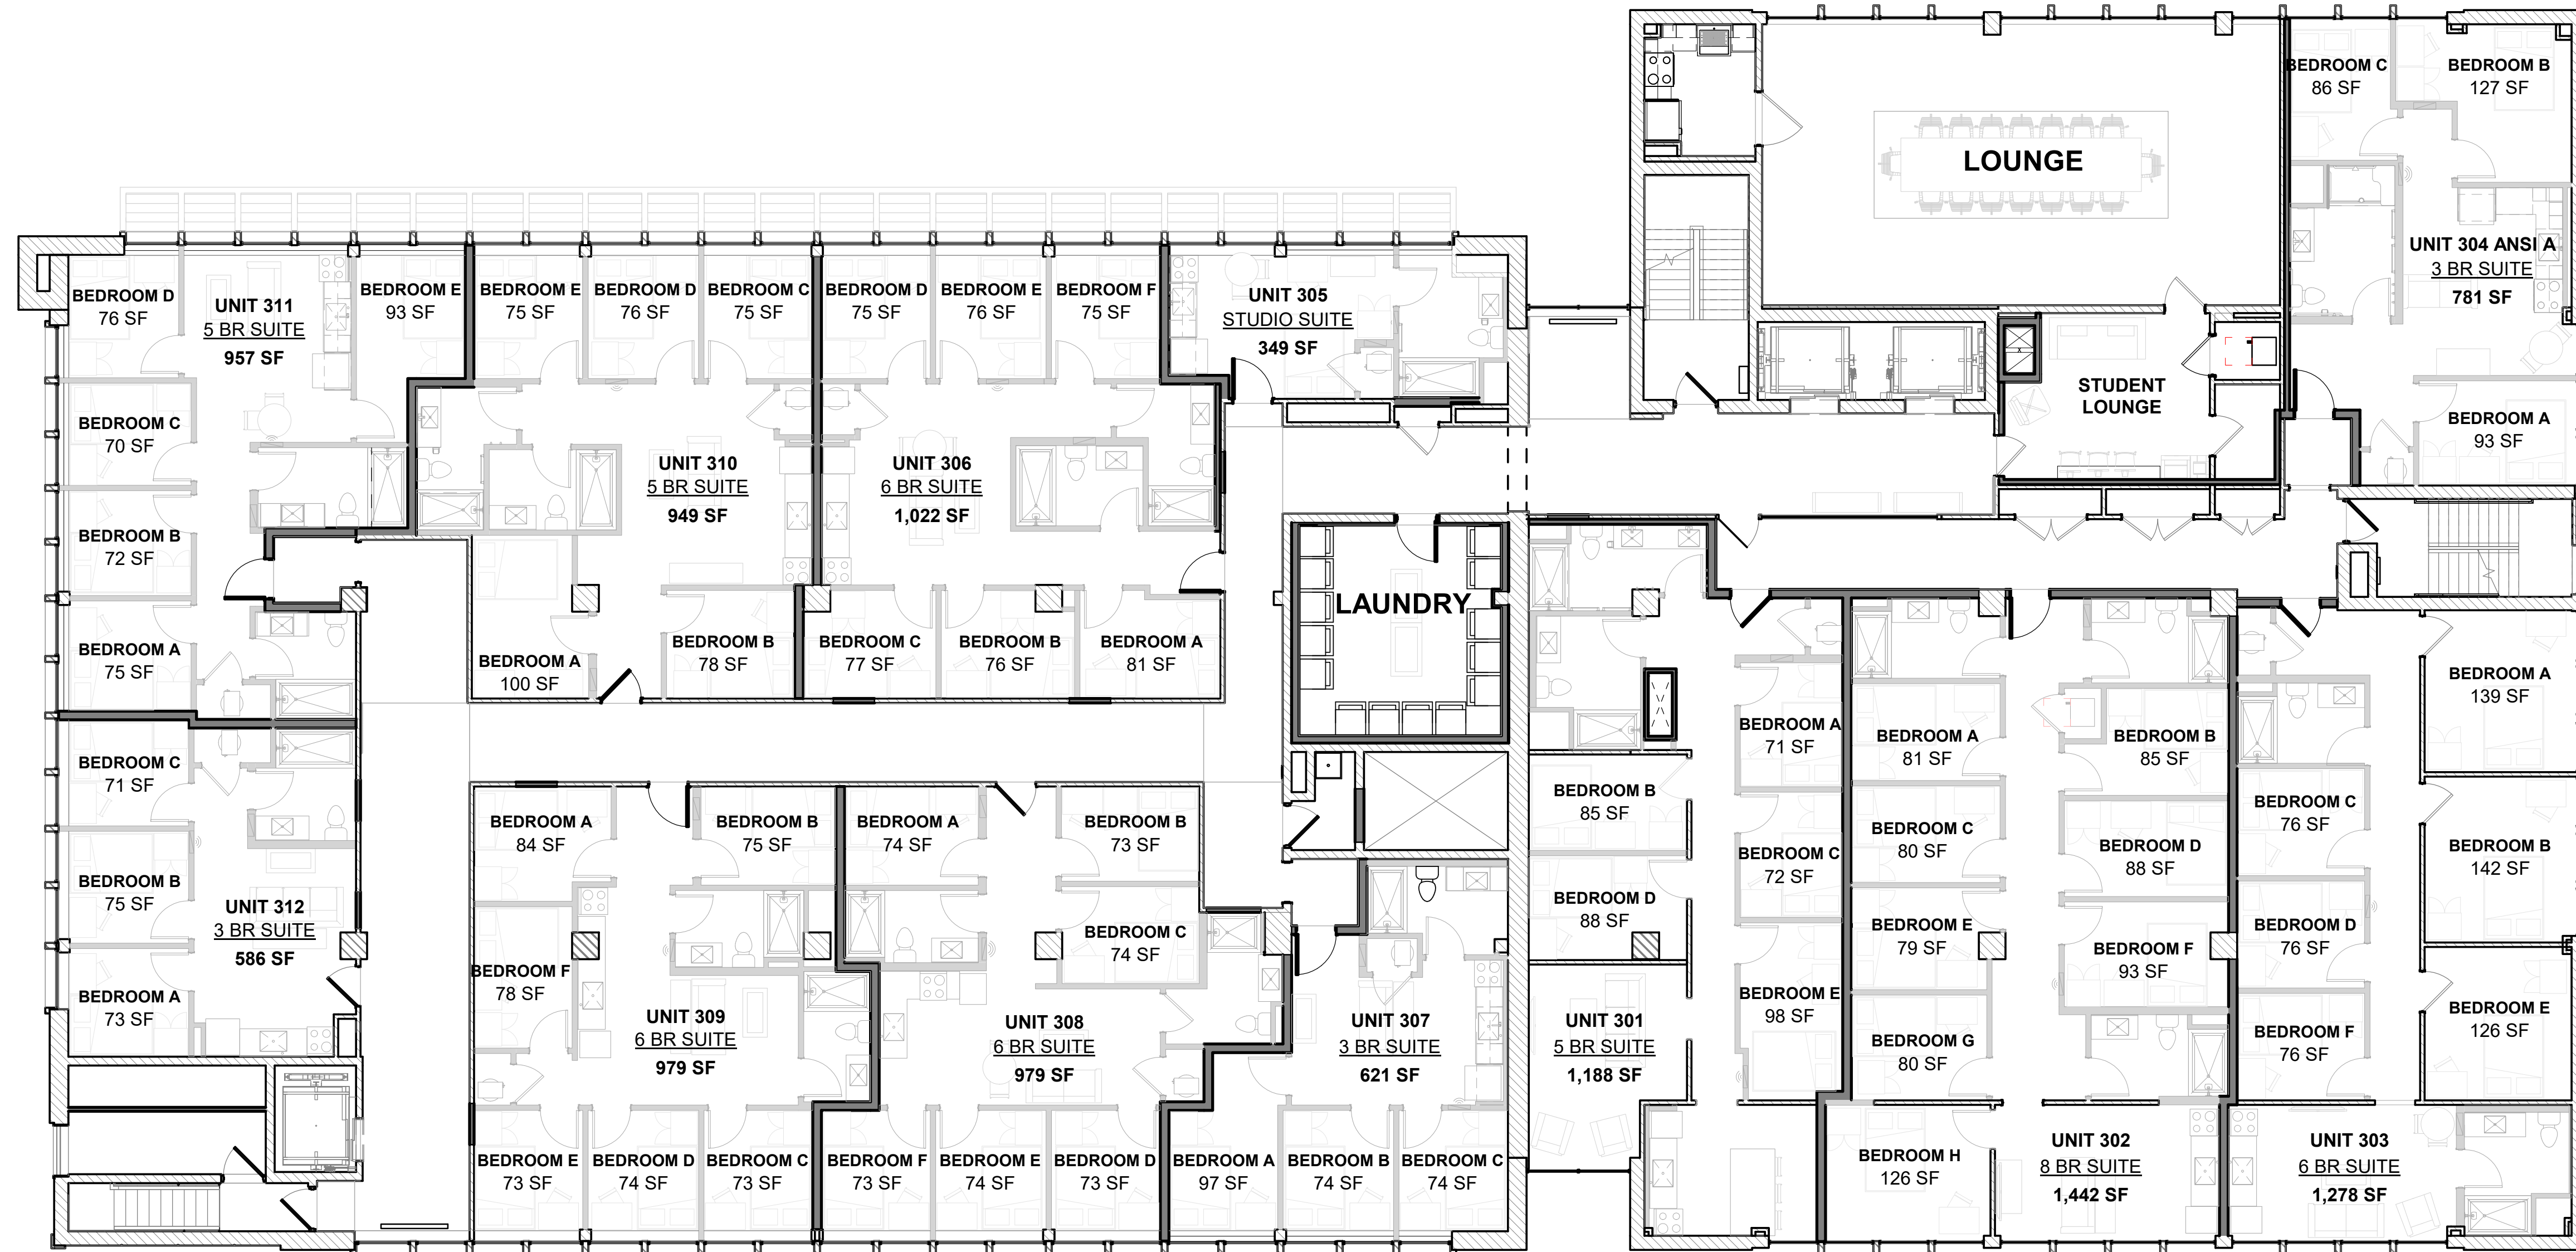 LOUNGE
BEDROOM C
86 SF
BEDROOM B
127 SF
UNIT 304 ANSI A
3 BR SUITE
781 SF
BEDROOM A
93 SF
STUDENT
LOUNGE
BEDROOM D
76 SF
UNIT 311
5 BR SUITE
957 SF
BEDROOM E
93 SF
BEDROOM C
70 SF
BEDROOM B
72 SF
BEDROOM A
75 SF
BEDROOM E
75 SF
BEDROOM D
76 SF
BEDROOM C
75 SF
UNIT 310
5 BR SUITE
949 SF
BEDROOM A
100 SF
BEDROOM B
78 SF
BEDROOM D
75 SF
BEDROOM E
76 SF
BEDROOM F
75 SF
UNIT 306
6 BR SUITE
1,022 SF
BEDROOM C
77 SF
BEDROOM B
76 SF
BEDROOM A
81 SF
UNIT 305
STUDIO SUITE
349 SF
LAUNDRY
BEDROOM C
71 SF
BEDROOM B
75 SF
UNIT 312
3 BR SUITE
586 SF
BEDROOM A
73 SF
BEDROOM A
84 SF
BEDROOM B
75 SF
BEDROOM F
78 SF
UNIT 309
6 BR SUITE
979 SF
BEDROOM E
73 SF
BEDROOM D
74 SF
BEDROOM C
73 SF
BEDROOM A
74 SF
BEDROOM B
73 SF
BEDROOM C
74 SF
UNIT 308
6 BR SUITE
979 SF
BEDROOM F
73 SF
BEDROOM E
74 SF
BEDROOM D
73 SF
UNIT 307
3 BR SUITE
621 SF
BEDROOM A
97 SF
BEDROOM B
74 SF
BEDROOM C
74 SF
BEDROOM A
71 SF
BEDROOM B
85 SF
BEDROOM C
72 SF
BEDROOM D
88 SF
BEDROOM E
98 SF
UNIT 301
5 BR SUITE
1,188 SF
BEDROOM A
81 SF
BEDROOM B
85 SF
BEDROOM C
80 SF
BEDROOM D
88 SF
BEDROOM E
79 SF
BEDROOM F
93 SF
BEDROOM G
80 SF
BEDROOM H
126 SF
UNIT 302
8 BR SUITE
1,442 SF
BEDROOM A
139 SF
BEDROOM C
76 SF
BEDROOM B
142 SF
BEDROOM D
76 SF
BEDROOM E
126 SF
BEDROOM F
76 SF
UNIT 303
6 BR SUITE
1,278 SF